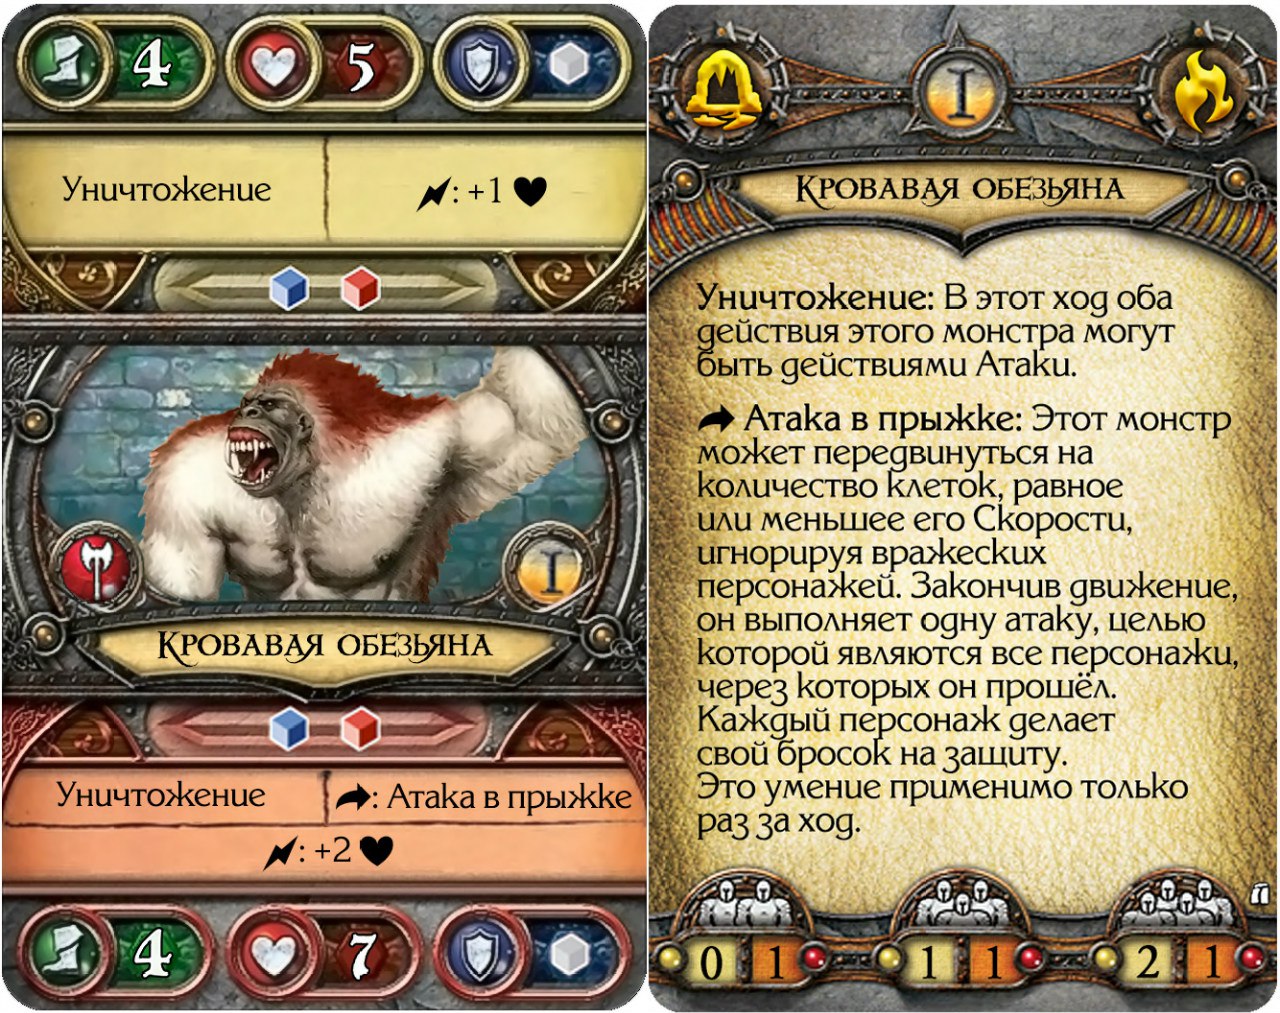 4 5
Уничтожение
: +1
I
Кровавая обезьяна
Уничтожение
: Атака в прыжке
: +2
4 7
I
Кровавая обезьяна
Уничтожение: В этот ход оба
действия этого монстра могут
быть действиями Атаки.
Атака в прыжке: Этот монстр
может передвинуться на
количество клеток, равное
или меньшее его Скорости,
игнорируя вражеских
персонажей. Закончив движение,
он выполняет одну атаку, целью
которой являются все персонажи,
через которых он прошёл.
Каждый персонаж делает
свой бросок на защиту.
Это умение применимо только
раз за ход.
0 1 1 1 2 1